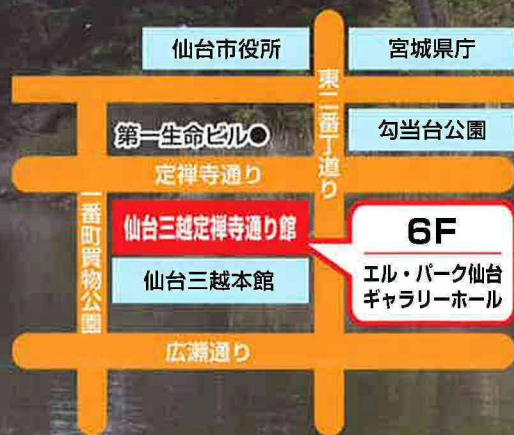 仙台市役所
宮城県庁
東二番丁通り
第一生命ビル●
勾当台公園
定禅寺通り
一番町買物公園
仙台三越定禅寺通り館
6F
エル・パーク仙台
ギャラリーホール
仙台三越本館
広瀬通り